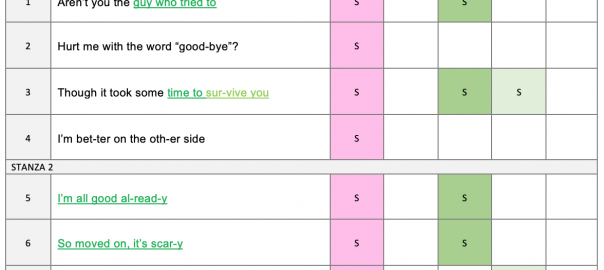 1 Aren't you the guy who tried to S S
2 Hurt me with the word “good-bye”? S
3 Though it took some time to sur-vive you S S S
4 I'm bet-ter on the oth-er side S
STANZA 2
5 I'm all good al-read-y S S
6 So moved on, it's scar-y S S